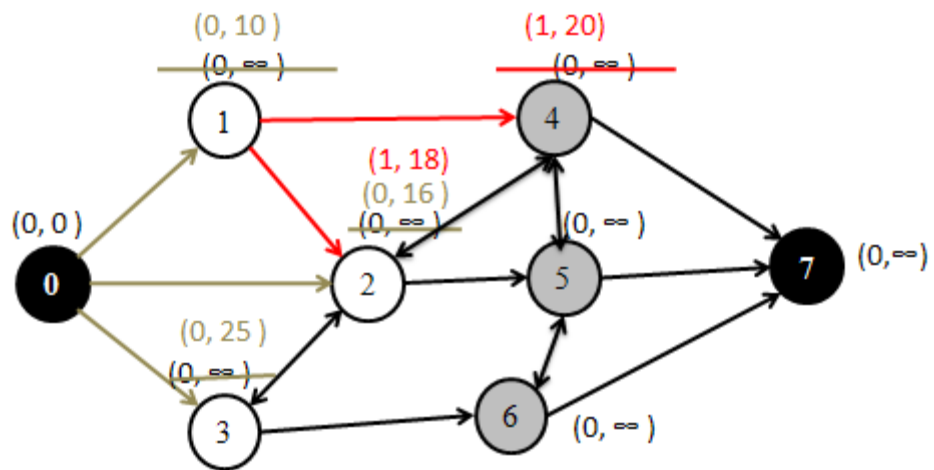 (0, 10 )
(0, ∞ )
1
(1, 20)
(0, ∞ )
4
(1, 18)
(0, 16 )
(0, ∞ )
2
(0, 0 )
0
(0, ∞ )
5
7
(0,∞)
(0, 25 )
(0, ∞ )
3
6
(0, ∞ )